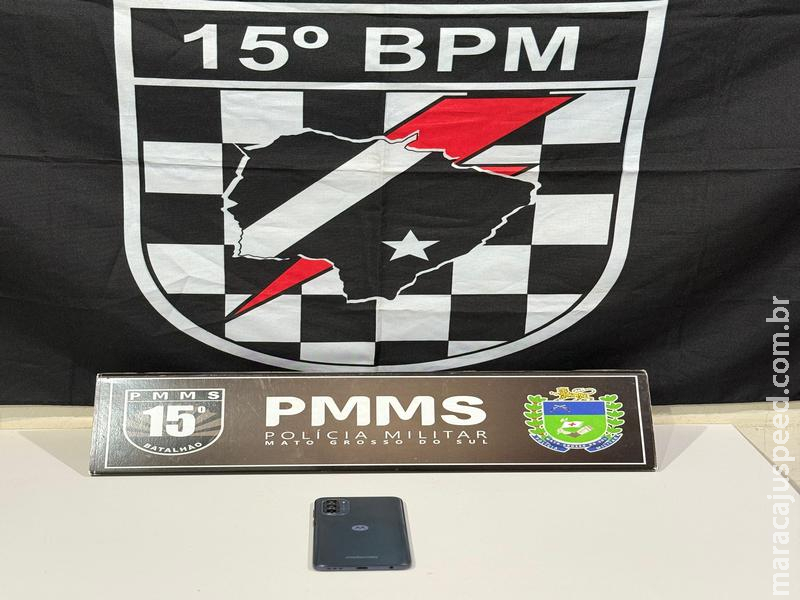 15º BPM
PMMS
15º
BATALHÃO
PMMS
POLÍCIA MILITAR
MATO GROSSO DO SUL
maracajuspeed.com.br